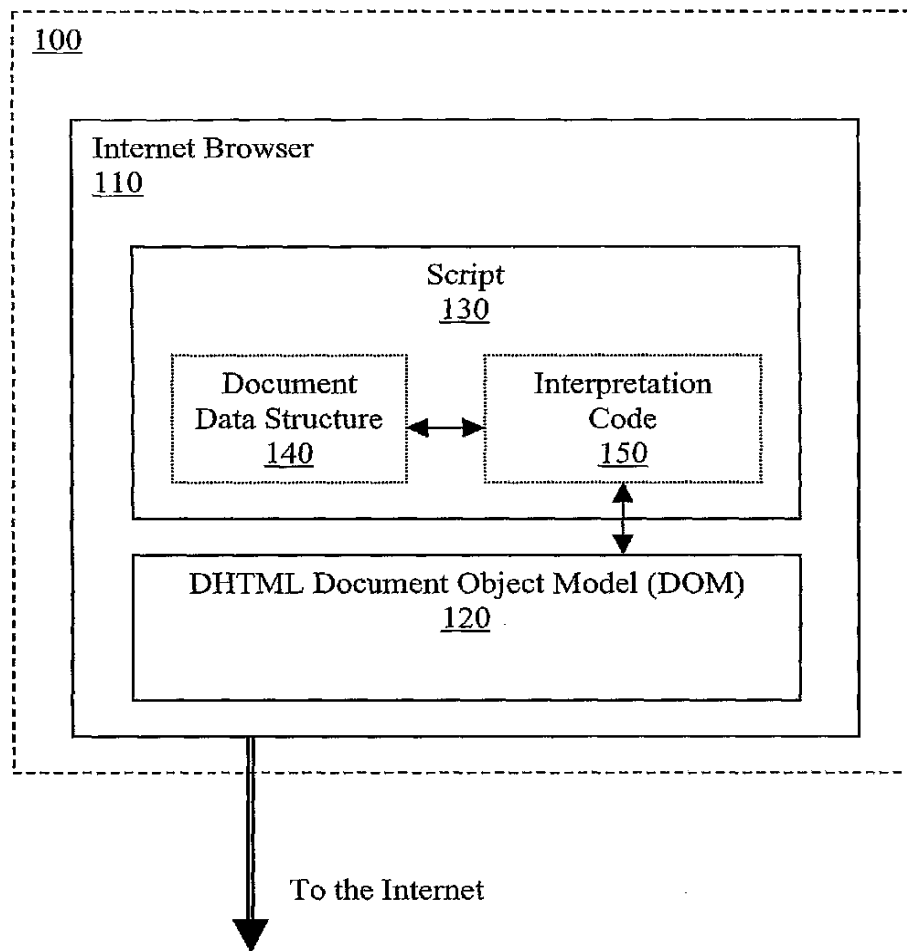 100
Internet Browser
110
Script
130
Document
Data Structure
140
Interpretation
Code
150
DHTML Document Object Model (DOM)
120
To the Internet